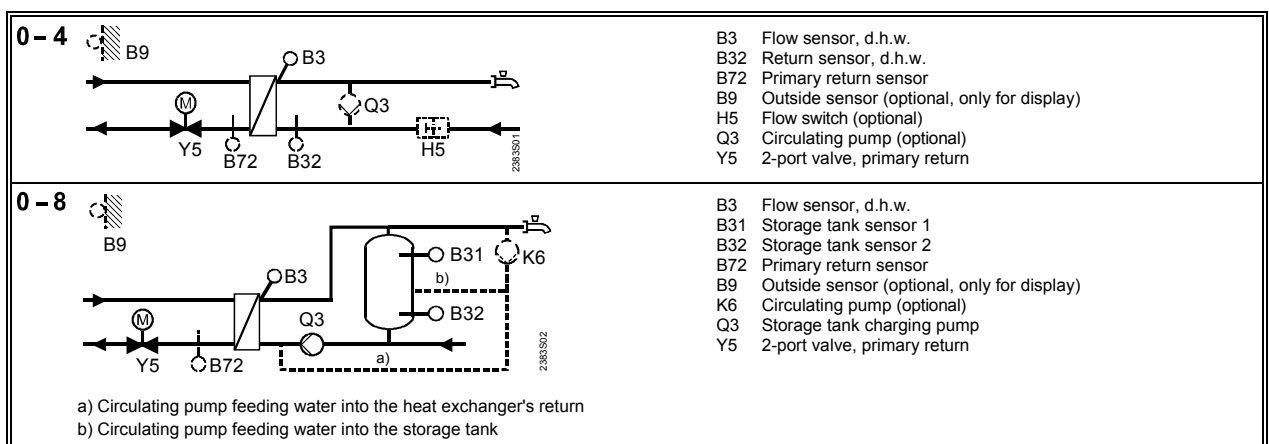 0 – 4
B9
B3
M
Q3
Y5
B72
B32
H5
2383S01
B3 Flow sensor, d.h.w.
B32 Return sensor, d.h.w.
B72 Primary return sensor
B9 Outside sensor (optional, only for display)
H5 Flow switch (optional)
Q3 Circulating pump (optional)
Y5 2-port valve, primary return
0 – 8
B9
B31
K6
b)
B3
B32
M
Q3
Y5
B72
a)
2383S02
a) Circulating pump feeding water into the heat exchanger's return
b) Circulating pump feeding water into the storage tank
B3 Flow sensor, d.h.w.
B31 Storage tank sensor 1
B32 Storage tank sensor 2
B72 Primary return sensor
B9 Outside sensor (optional, only for display)
K6 Circulating pump (optional)
Q3 Storage tank charging pump
Y5 2-port valve, primary return